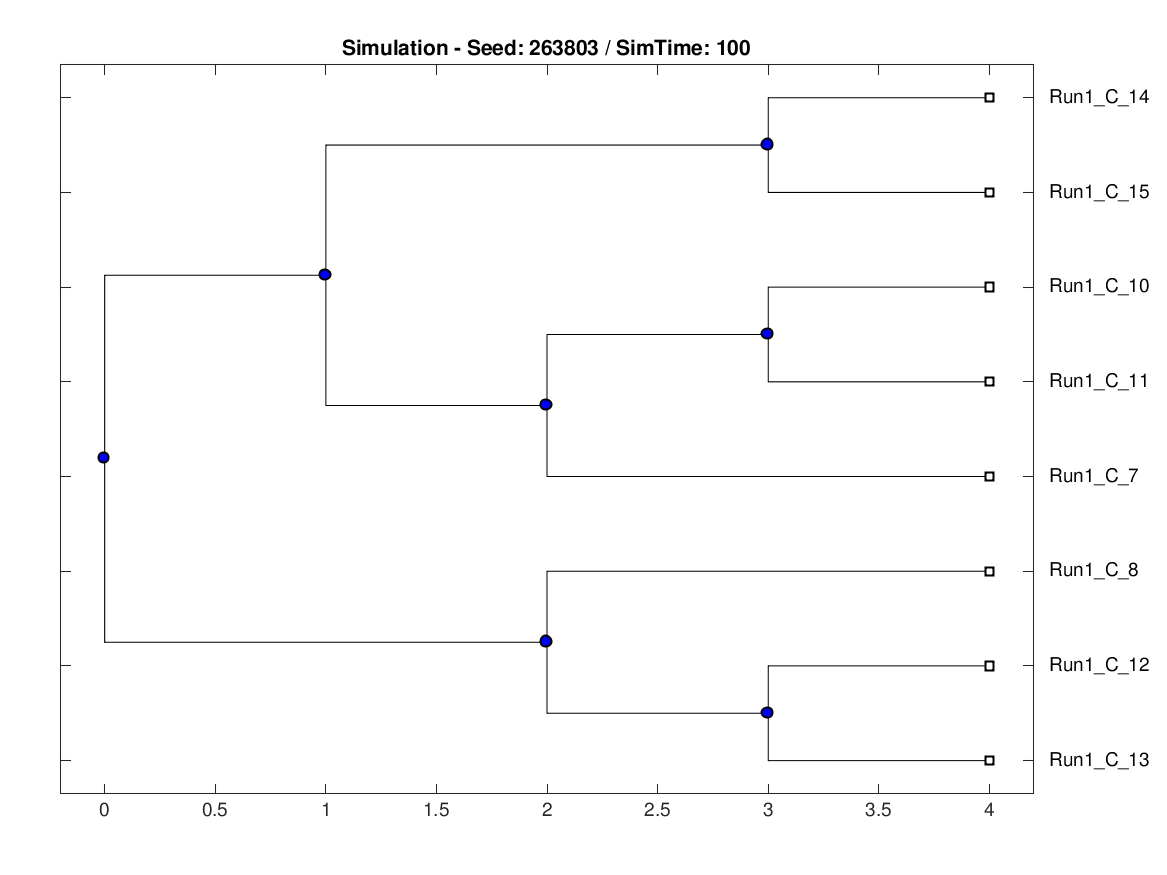 Simulation - Seed: 263803 / SimTime: 100
Run1_C_14
Run1_C_15
Run1_C_10
Run1_C_11
Run1_C_7
Run1_C_8
Run1_C_12
Run1_C_13
0 0.5 1 1.5 2 2.5 3 3.5 4